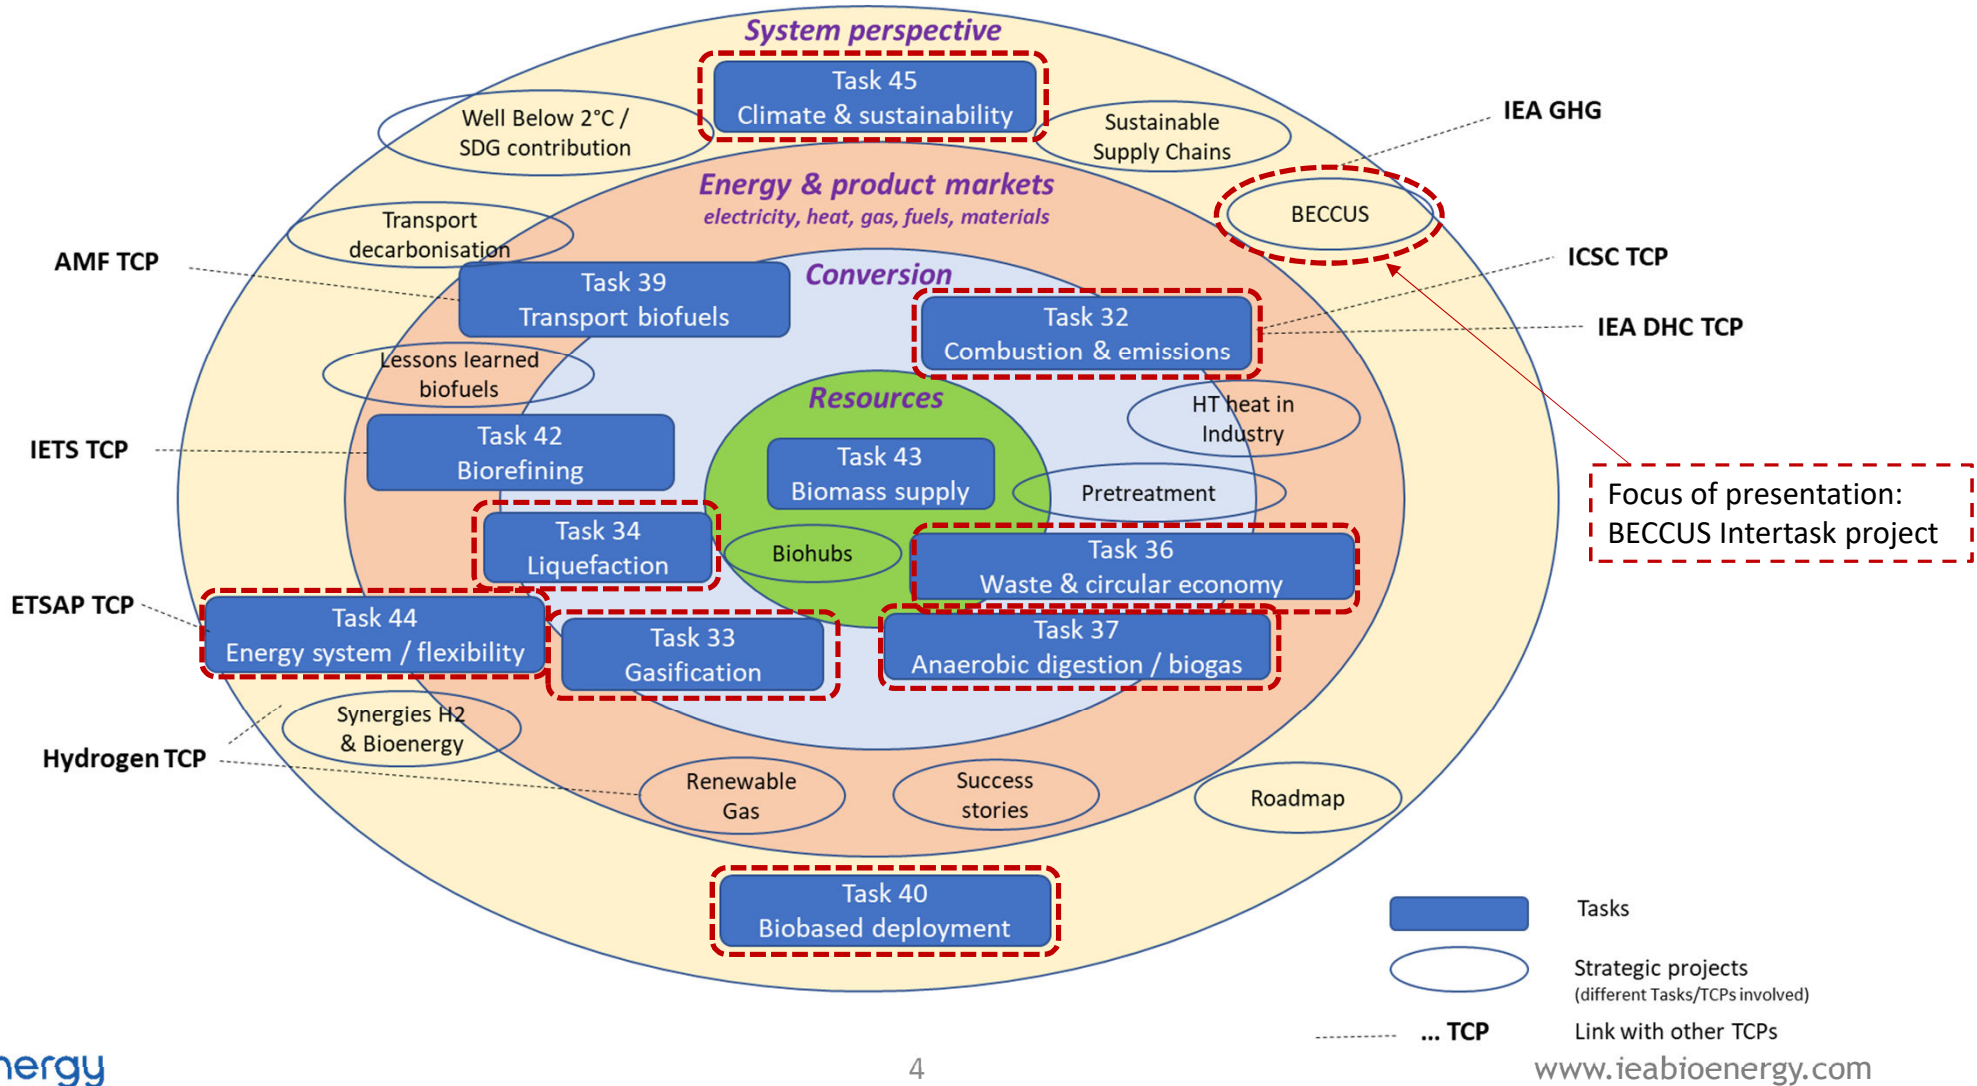 System perspective
Task 45
Climate & sustainability
Well Below 2°C /
SDG contribution
Sustainable
Supply Chains
IEA GHG
Energy & product markets
electricity, heat, gas, fuels, materials
BECCUS
Transport
decarbonisation
AMF TCP
ICSC TCP
Conversion
Task 39
Transport biofuels
Task 32
Combustion & emissions
IEA DHC TCP
Lessons learned
biofuels
Resources
HT heat in
Industry
IETS TCP
Task 42
Biorefining
Task 43
Biomass supply
Pretreatment
Focus of presentation:
BECCUS Intertask project
Task 34
Liquefaction
Biohubs
Task 36
Waste & circular economy
ETSAP TCP
Task 44
Energy system / flexibility
Task 33
Gasification
Task 37
Anaerobic digestion / biogas
Synergies H2
& Bioenergy
Hydrogen TCP
Renewable
Gas
Success
stories
Roadmap
Task 40
Biobased deployment
Tasks
Strategic projects
(different Tasks/TCPs involved)
... TCP
Link with other TCPs
nergy
4
www.ieabioenergy.com